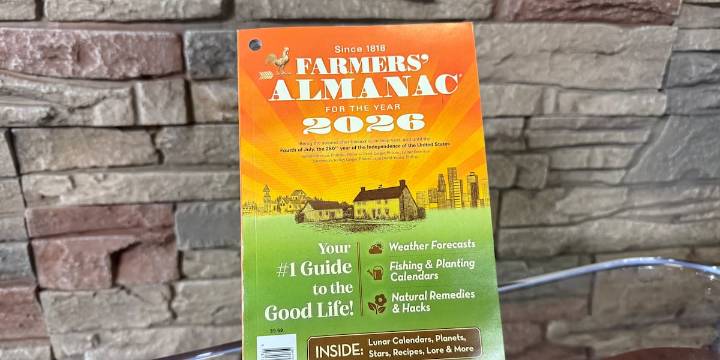 Since 1818
FARMERS'
ALMANAC
FOR THE YEAR
2026
Fourth of July, the 250th year of the Independence of the United States
Your
#1 Guide
to the
Good Life!
Weather Forecasts
Fishing & Planting
Calendars
Natural Remedies
& Hacks
INSIDE:
Lunar Calendars, Planets,
Stars, Recipes, Lore & More